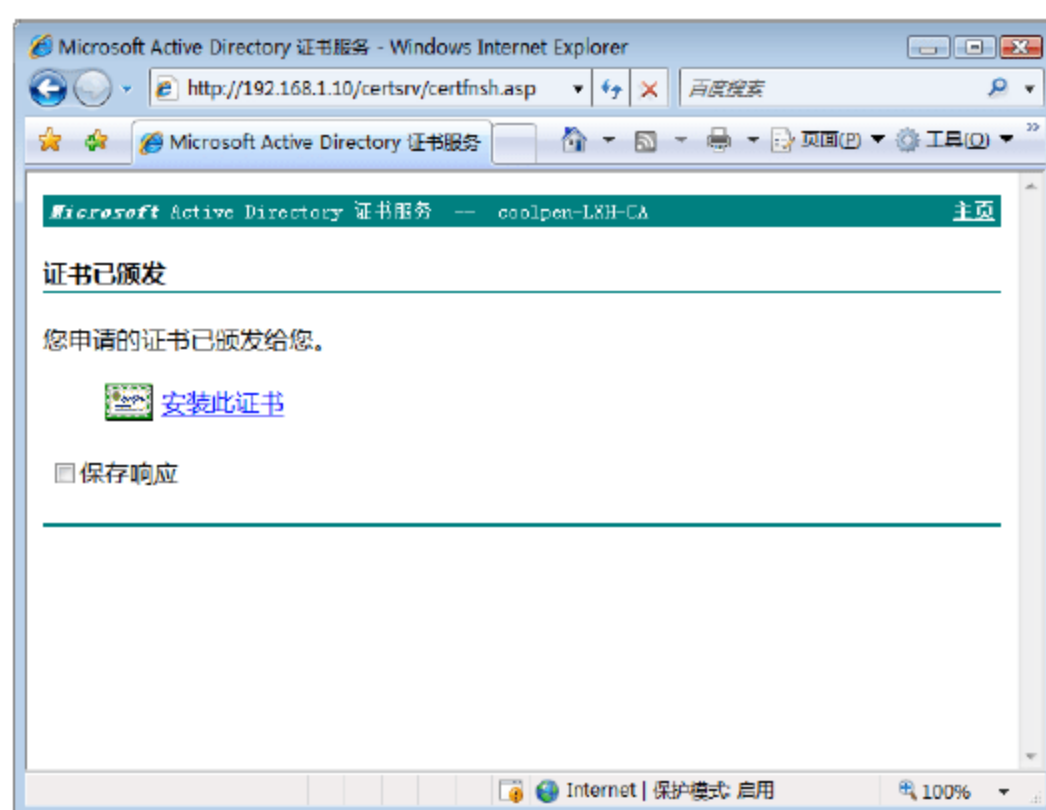 Microsoft Active Directory 证书服务 - Windows Internet Explorer
http://192.168.1.10/certsrv/certfnsh.asp 百度搜索
Microsoft Active Directory 证书服务 页面(P) 工具(O)
Microsoft Active Directory 证书服务 -- coolpen-LXH-CA 主页
证书已颁发
您申请的证书已颁发给您。
安装此证书
保存响应
Internet | 保护模式: 启用 100%